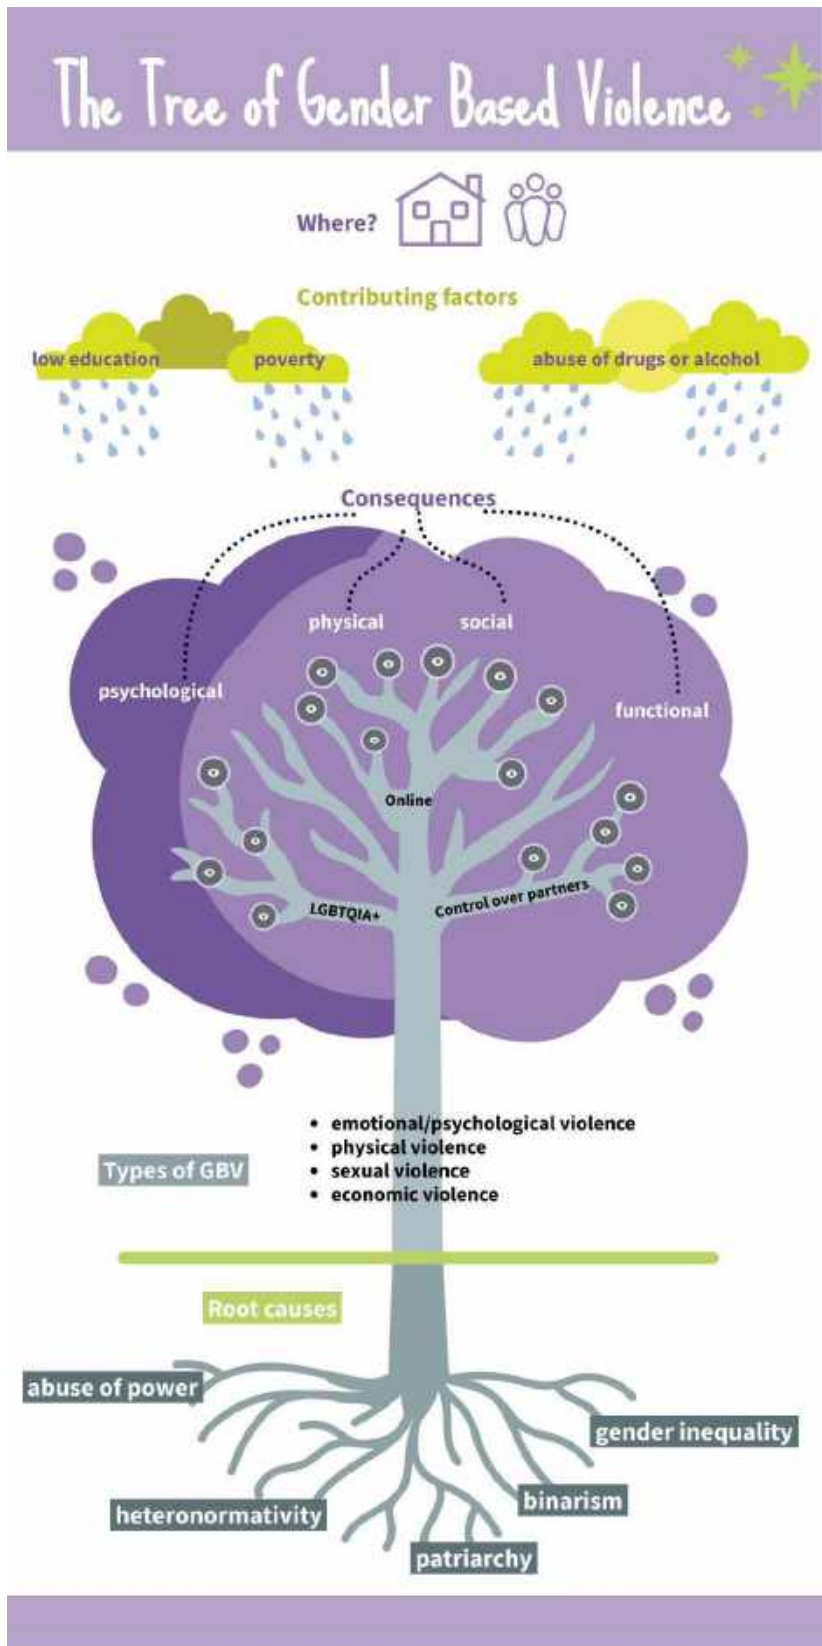 The Tree of Gender Based Violence
Where?
Contributing factors
low education
poverty
abuse of drugs or alcohol
Consequences
physical
social
psychological
functional
Online
LGBTQIA+
Control over partners
Types of GBV
• emotional/psychological violence
• physical violence
• sexual violence
• economic violence
Root causes
abuse of power
gender inequality
heteronormativity
binarism
patriarchy